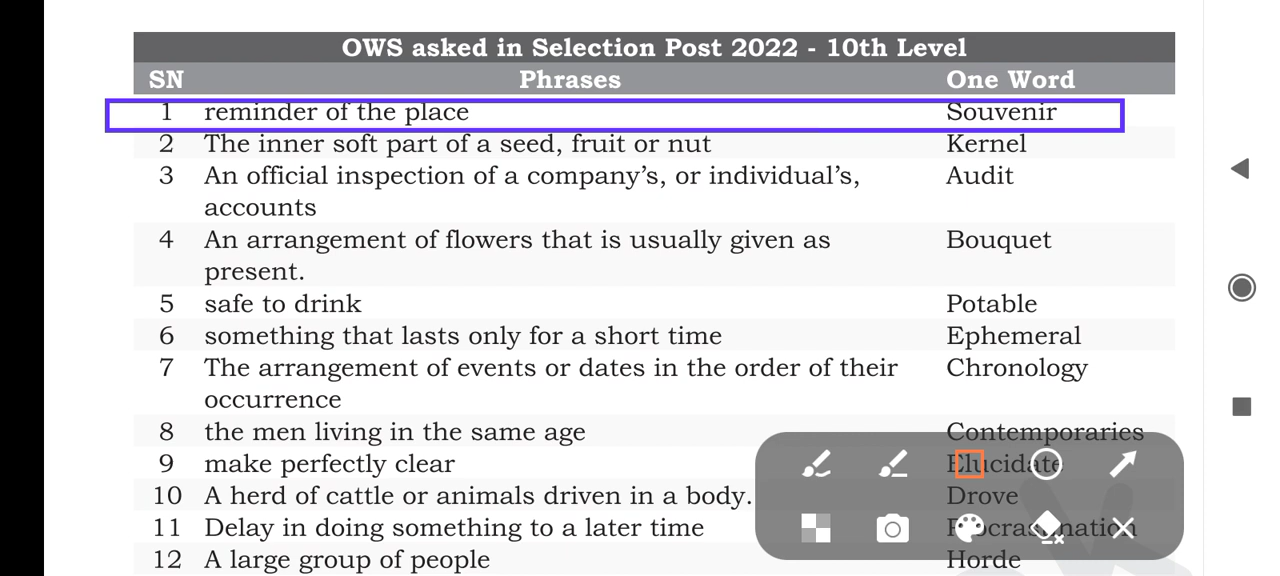 OWS asked in Selection Post 2022 - 10th Level
SN Phrases One Word
1 reminder of the place Souvenir
2 The inner soft part of a seed, fruit or nut Kernel
3 An official inspection of a company's, or individual's, Audit
accounts
4 An arrangement of flowers that is usually given as Bouquet
present.
5 safe to drink Potable
6 something that lasts only for a short time Ephemeral
7 The arrangement of events or dates in the order of their Chronology
occurrence
8 the men living in the same age Contemporaries
9 make perfectly clear Elucidate
10 A herd of cattle or animals driven in a body. Drove
11 Delay in doing something to a later time
12 A large group of people Horde